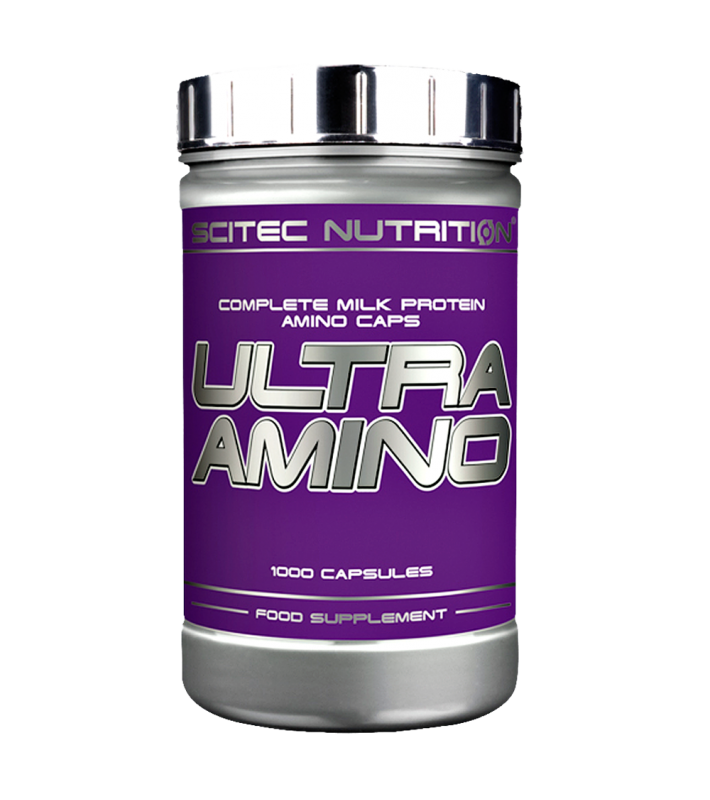 SCITEC NUTRITION®
COMPLETE MILK PROTEIN
AMINO CAPS
ULTRA
AMINO
1000 CAPSULES
FOOD SUPPLEMENT